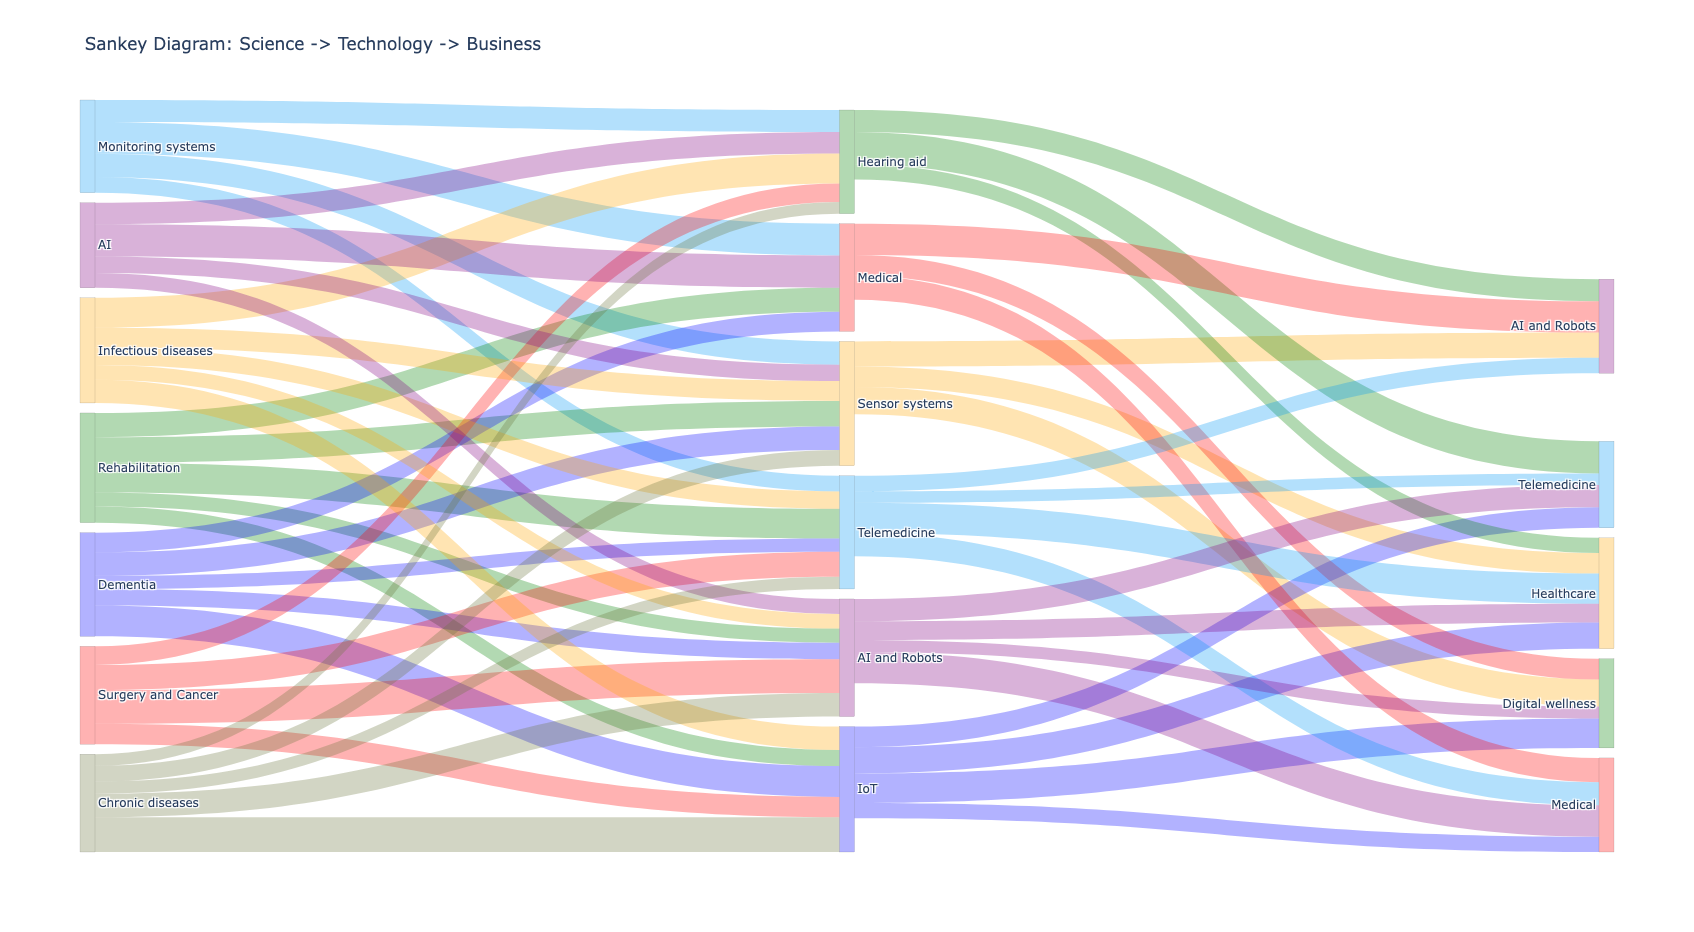 Sankey Diagram: Science -> Technology -> Business
Monitoring systems
AI
Infectious diseases
Rehabilitation
Dementia
Surgery and Cancer
Chronic diseases
Hearing aid
Medical
Sensor systems
Telemedicine
AI and Robots
IoT
AI and Robots
Telemedicine
Healthcare
Digital wellness
Medical